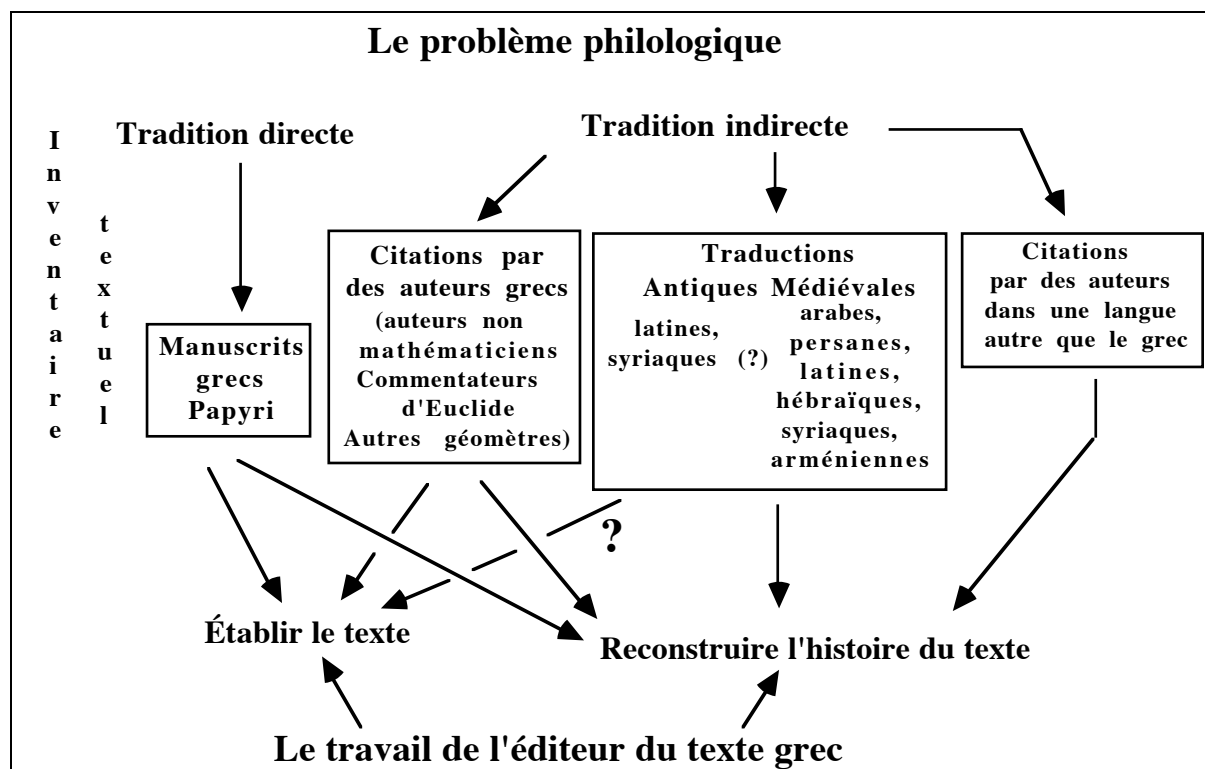 Le problème philologique
Inventaire
textuel
Tradition directe
Tradition indirecte
Manuscrits
grecs
Papyri
Citations par
des auteurs grecs
(auteurs non
mathématiciens
Commentateurs
d'Euclide
Autres géomètres)
Traductions
Antiques Médiévales
latines,
syriaques (?)
arabes,
persanes,
latines,
hébraïques,
syriaques,
arméniennes
Citations
par des auteurs
dans une langue
autre que le grec
?
Établir le texte
Reconstruire l'histoire du texte
Le travail de l'éditeur du texte grec